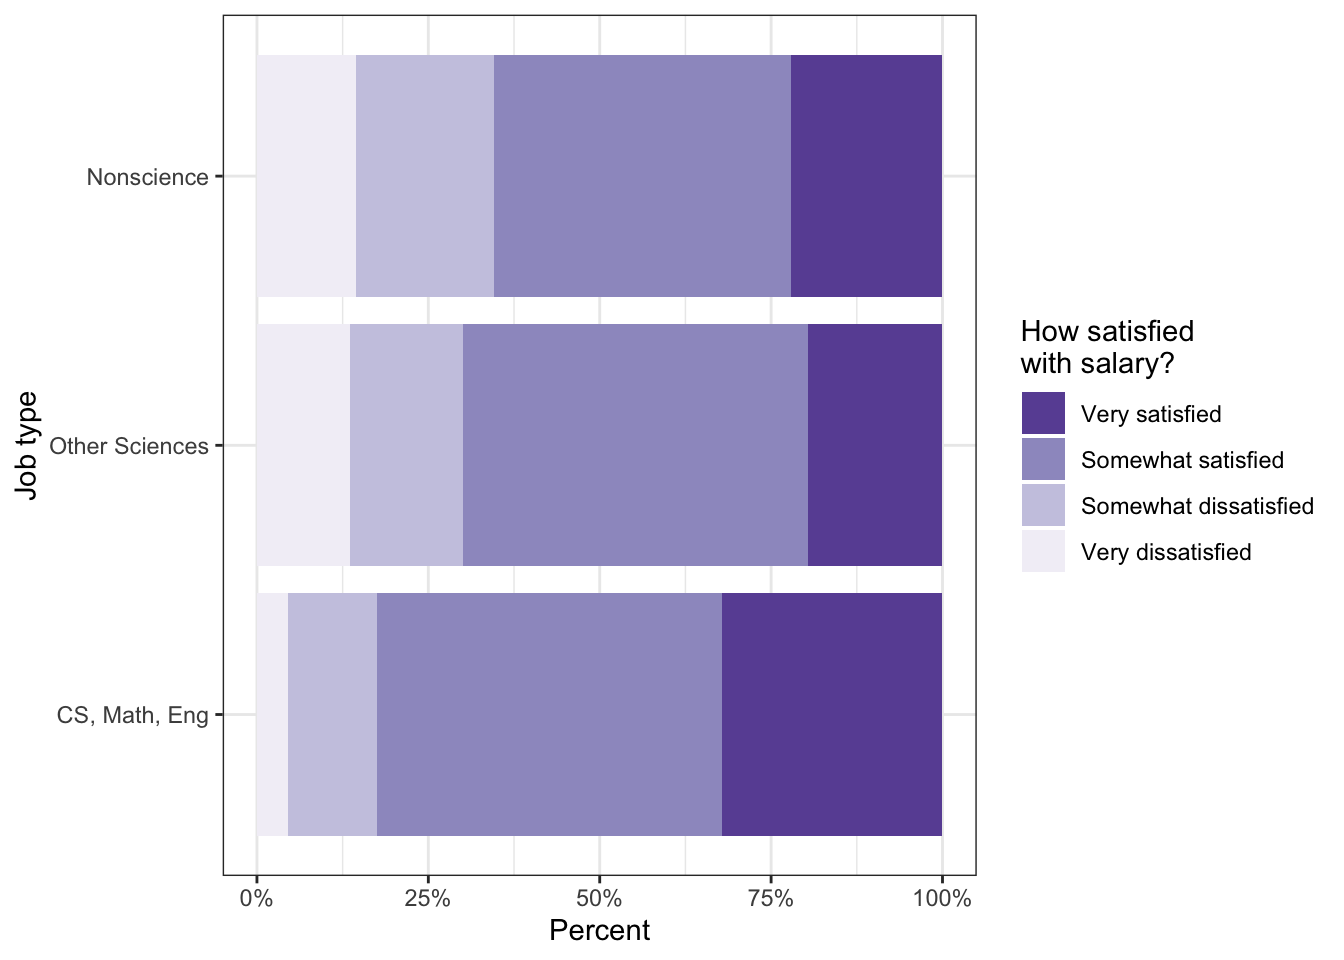 Nonscience
Other Sciences
CS, Math, Eng
Job type
0% 25% 50% 75% 100%
Percent
How satisfied
with salary?
Very satisfied
Somewhat satisfied
Somewhat dissatisfied
Very dissatisfied